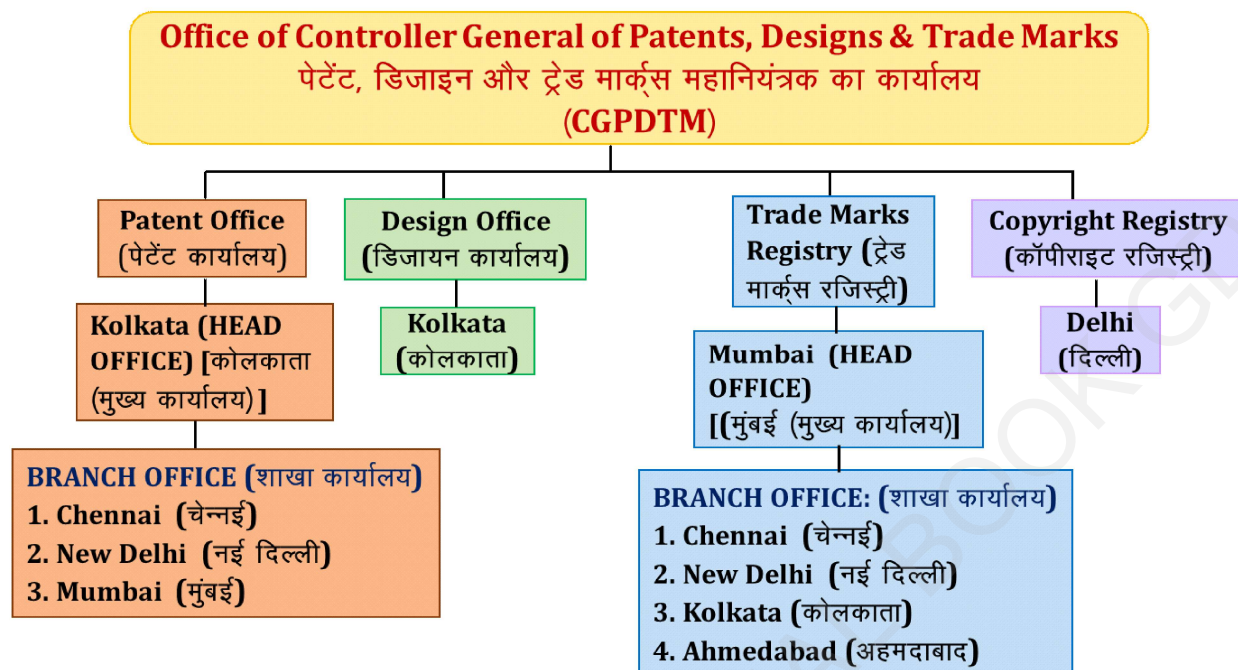 Office of Controller General of Patents, Designs & Trade Marks
पेटेंट, डिजाइन और ट्रेड मार्क्स महानियंत्रक का कार्यालय
(CGPDTM)
Patent Office
(पेटेंट कार्यालय)
Kolkata (HEAD
OFFICE) [कोलकाता
(मुख्य कार्यालय)]
BRANCH OFFICE (शाखा कार्यालय)
1. Chennai (चेन्नई)
2. New Delhi (नई दिल्ली)
3. Mumbai (मुंबई)
Design Office
(डिजायन कार्यालय)
Kolkata
(कोलकाता)
Trade Marks
Registry (ट्रेड
मार्क्स रजिस्ट्री)
Mumbai (HEAD
OFFICE)
[(मुंबई (मुख्य कार्यालय)]
BRANCH OFFICE: (शाखा कार्यालय)
1. Chennai (चेन्नई)
2. New Delhi (नई दिल्ली)
3. Kolkata (कोलकाता)
4. Ahmedabad (अहमदाबाद)
Copyright Registry
(कॉपीराइट रजिस्ट्री)
Delhi
(दिल्ली)
BOOK